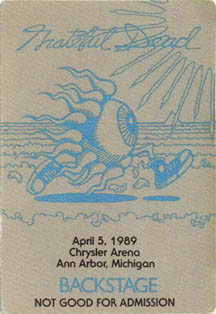 Grateful Dead
April 5, 1989
Chrysler Arena
Ann Arbor, Michigan
BACKSTAGE
NOT GOOD FOR ADMISSION